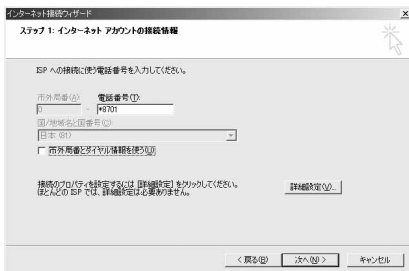 インターネット接続ウィザード
ステップ 1: インターネット アカウントの接続情報
ISP への接続に使う電話番号を入力してください。
市外局番(A): 電話番号(T):
0 - *8701
国/地域名と国番号(C):
日本 (81)
市外局番とダイヤル情報を使う(U)
接続のプロパティを設定するには [詳細設定] をクリックしてください。
ほとんどの ISP では、詳細設定は必要ありません。
詳細設定(V)...
< 戻る(B) 次へ(N) > キャンセル